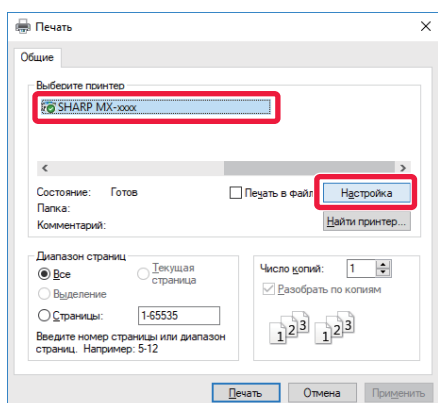 Печать
Общие
Выберите принтер
SHARP MX-xxxx
Состояние: Готов
Печать в файл
Настройка
Папка:
Комментарий:
Найти принтер...
Диапазон страниц
Все
Текущая страница
Выделение
Страницы: 1-65535
Введите номер страницы или диапазон
страниц. Например: 5-12
Число копий: 1
Разобрать по копиям
1 2 3 1 2 3
Печать Отмена Применить